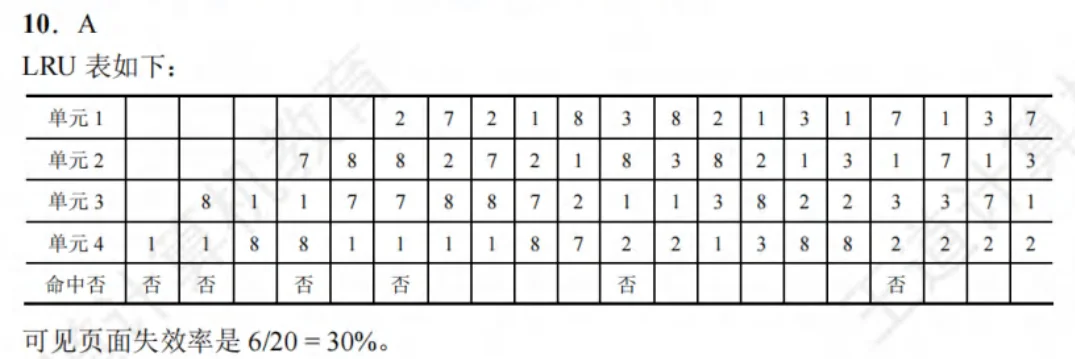 10. A
LRU 表如下：
单元 1 2 7 2 1 8 3 8 2 1 3 1 7 1 3 7
单元 2 7 8 8 2 7 2 1 8 3 8 2 1 3 1 7 1 3
单元 3 8 1 1 7 7 8 8 7 2 1 1 3 8 2 2 3 3 7 1
单元 4 1 1 8 8 1 1 1 1 8 7 2 2 1 3 8 8 2 2 2 2
命中否 否 否 否 否 否 否
可见页面失效率是 6/20 = 30%。